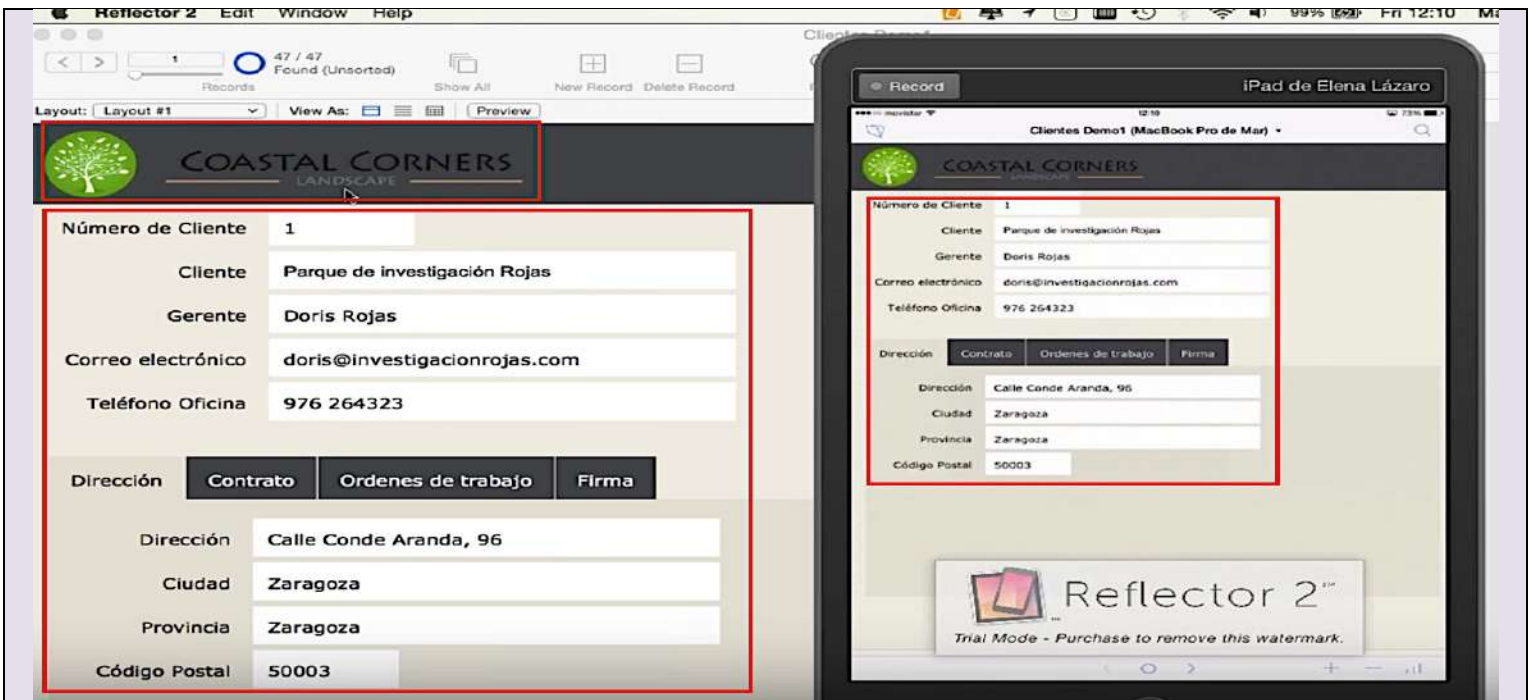 Reflector 2 Edit Window Help
99% Fri 12:10
1
47 / 47
Found (Unsorted)
Records
Show All
New Record
Delete Record
Layout: Layout #1
View As:
Preview
COASTAL CORNERS
LANDSCAPE
Número de Cliente 1
Cliente Parque de investigación Rojas
Gerente Doris Rojas
Correo electrónico doris@investigacionrojas.com
Teléfono Oficina 976 264323
Dirección Contrato Ordenes de trabajo Firma
Dirección Calle Conde Aranda, 96
Ciudad Zaragoza
Provincia Zaragoza
Código Postal 50003
Record
iPad de Elena Lázaro
movistar 12:10 73%
Clientes Demo1 (MacBook Pro de Mar)
COASTAL CORNERS
LANDSCAPE
Número de Cliente 1
Cliente Parque de investigación Rojas
Gerente Doris Rojas
Correo electrónico doris@investigacionrojas.com
Teléfono Oficina 976 264323
Dirección Contrato Ordenes de trabajo Firma
Dirección Calle Conde Aranda, 96
Ciudad Zaragoza
Provincia Zaragoza
Código Postal 50003
Reflector 2™
Trial Mode - Purchase to remove this watermark.